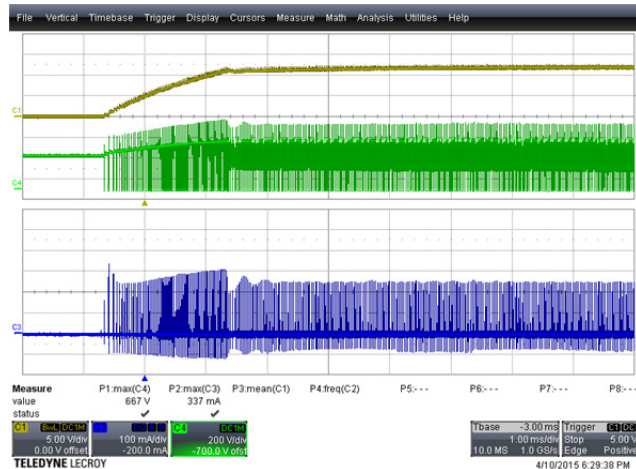 File Vertical Timebase Trigger Display Cursors Measure Math Analysis Utilities Help
C1
C4
C3
Measure P1:max(C4) P2:max(C3) P3:mean(C1) P4:freq(C2) P5:- - - P6:- - - P7:- - - P8:- - -
value 667 V 337 mA
status
C1 BwL DC1M C4 DC1M Tbase -3.00 ms Trigger C1 DC
5.00 V/div 100 mA/div 200 V/div 1.00 ms/div Stop 5.00 V
0.00 V offset -200.0 mA -700.0 V ofst 10.0 MS 1.0 GS/s Edge Positive
TELEDYNE LECROY 4/10/2015 6:29:38 PM